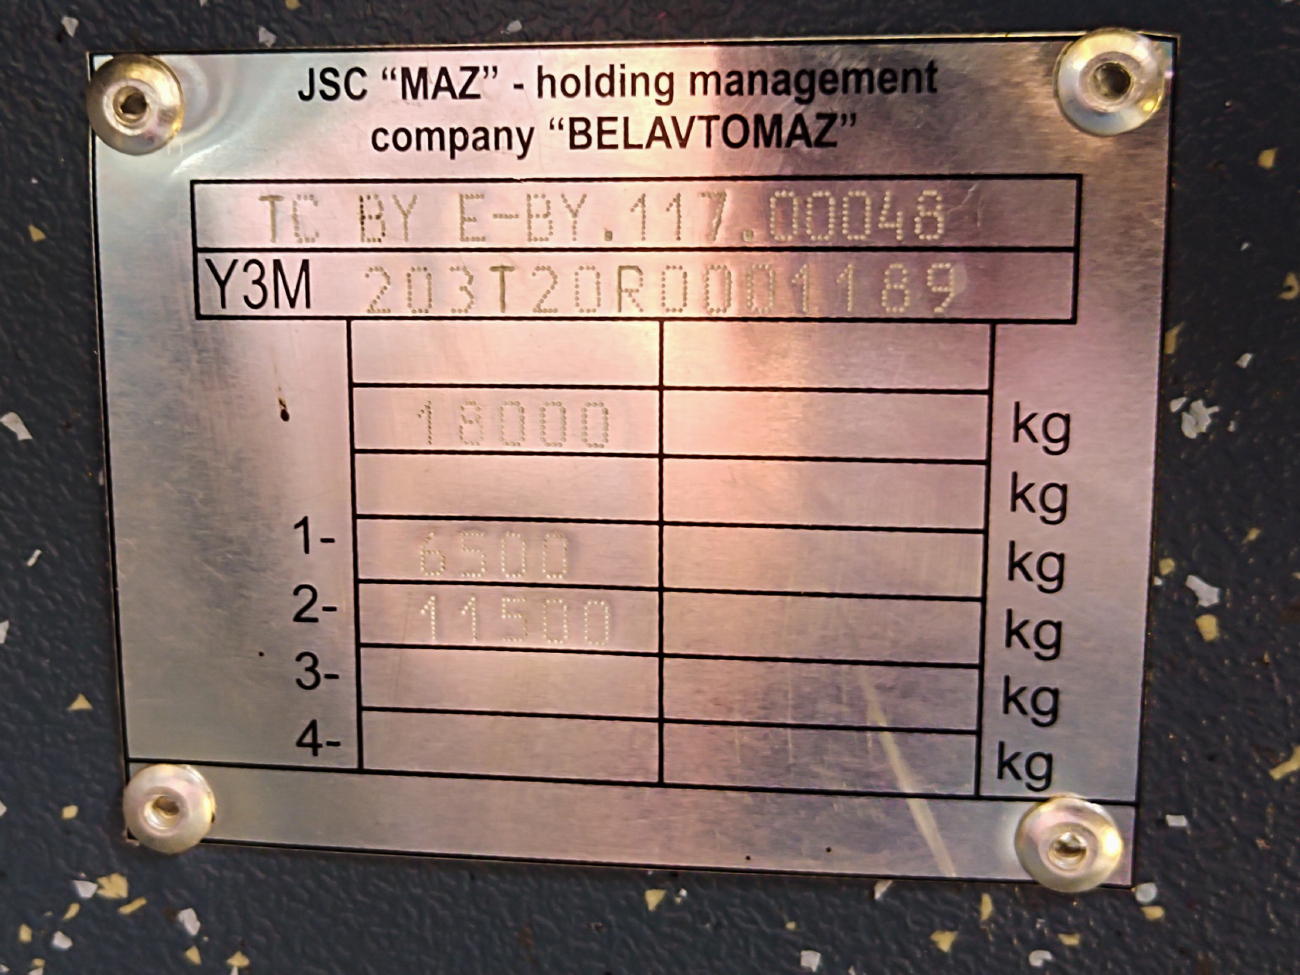 JSC “MAZ” - holding management
company “BELAVTOMAZ”
TC BY E-BY.117.00048
Y3M 203T20R0001189
18000 kg
kg
1- 6500 kg
2- 11500 kg
3- kg
4- kg